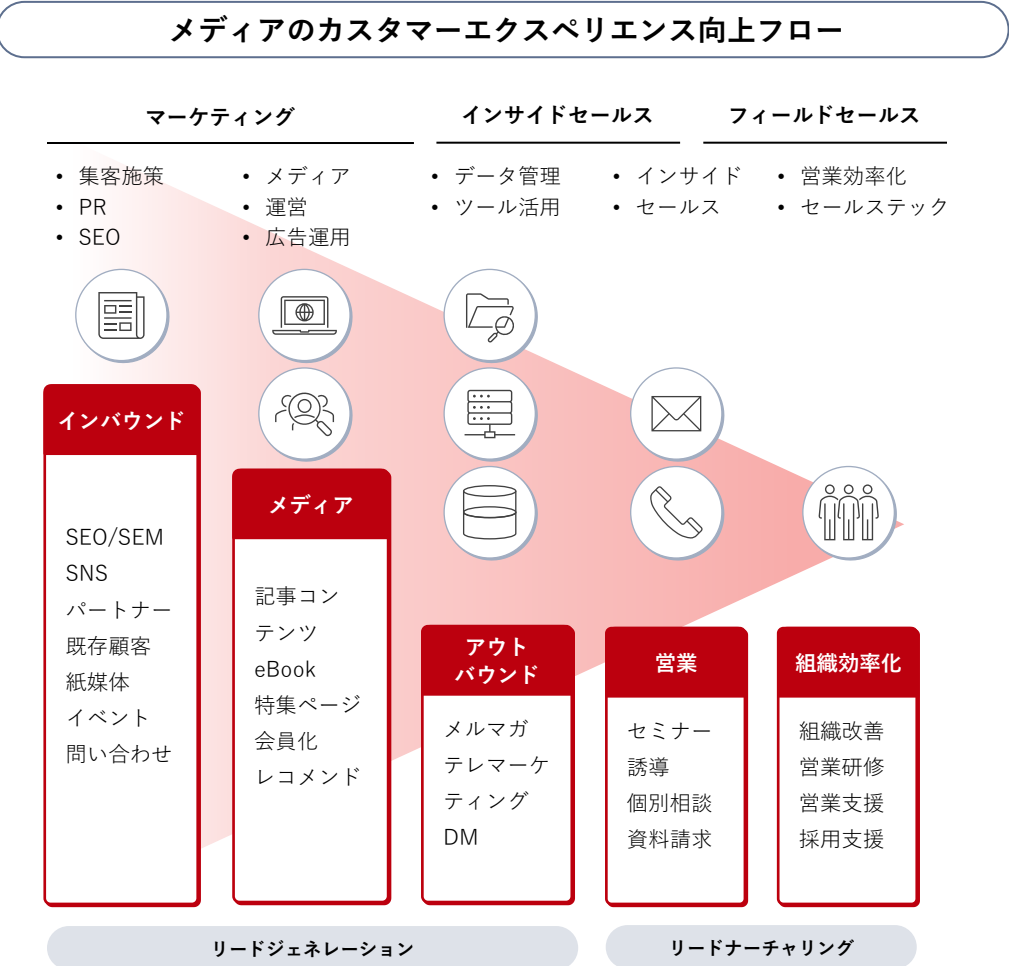 メディアのカスタマーエクスペリエンス向上フロー
マーケティング
インサイドセールス
フィールドセールス
• 集客施策
• PR
• SEO
• メディア
• 運営
• 広告運用
• データ管理
• ツール活用
• インサイド
• セールス
• 営業効率化
• セールステック
インバウンド
SEO/SEM
SNS
パートナー
既存顧客
紙媒体
イベント
問い合わせ
メディア
記事コン
テンツ
eBook
特集ページ
会員化
レコメンド
アウト
バウンド
メルマガ
テレマーケ
ティング
DM
営業
セミナー
誘導
個別相談
資料請求
組織効率化
組織改善
営業研修
営業支援
採用支援
リードジェネレーション
リードナーチャリング